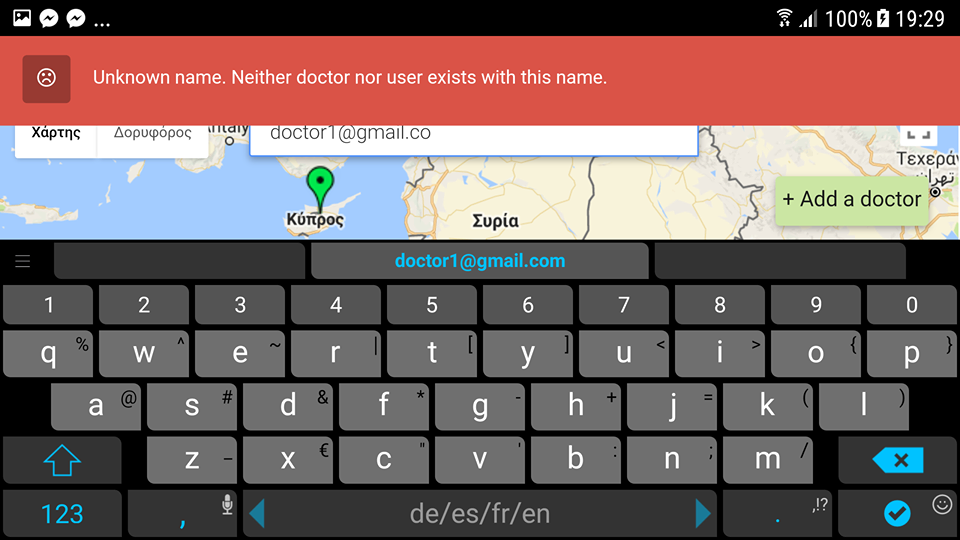 ... 100% 19:29
Unknown name. Neither doctor nor user exists with this name.
Χάρτης Δορυφόρος doctor1@gmail.co
Τεχεράν
تهران
+ Add a doctor
Κύπρος Συρία
doctor1@gmail.com
1 2 3 4 5 6 7 8 9 0
q % w ^ e ~ r | t [ y ] u < i > o { p }
a @ s # d & f * g - h + j = k ( l )
z _ x € c " v ' b : n ; m /
123 , de/es/fr/en . ,!?